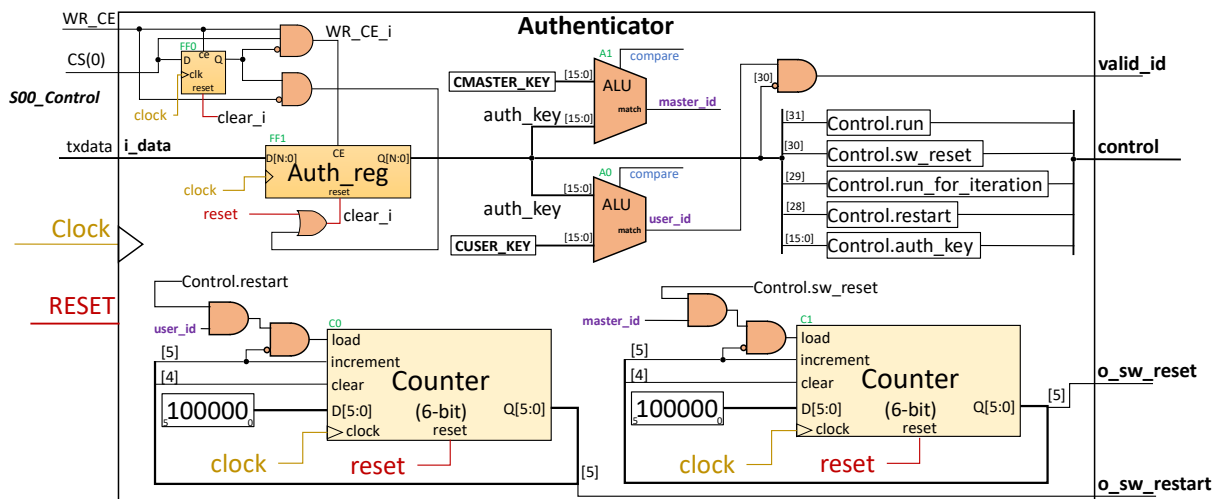 Authenticator
WR_CE
CS(0)
S00_Control
txdata
i_data
Clock
RESET
FF0
ce
D
Q
clk
reset
clock
clear_i
WR_CE_i
FF1
D[N:0]
CE
Q[N:0]
Auth_reg
reset
clock
reset
clear_i
CMASTER_KEY
[15:0]
auth_key
[15:0]
A1
compare
ALU
match
master_id
A0
compare
[15:0]
auth_key
ALU
match
user_id
CUSER_KEY
[15:0]
[30]
valid_id
[31]
Control.run
[30]
Control.sw_reset
[29]
Control.run_for_iteration
[28]
Control.restart
[15:0]
Control.auth_key
control
Control.restart
user_id
C0
load
[5]
increment
[4]
clear
Counter
100000
5
0
D[5:0]
(6-bit)
Q[5:0]
clock
reset
clock
reset
[5]
Control.sw_reset
master_id
C1
load
[5]
increment
[4]
clear
Counter
100000
5
0
D[5:0]
(6-bit)
Q[5:0]
clock
reset
clock
reset
[5]
o_sw_reset
o_sw_restart